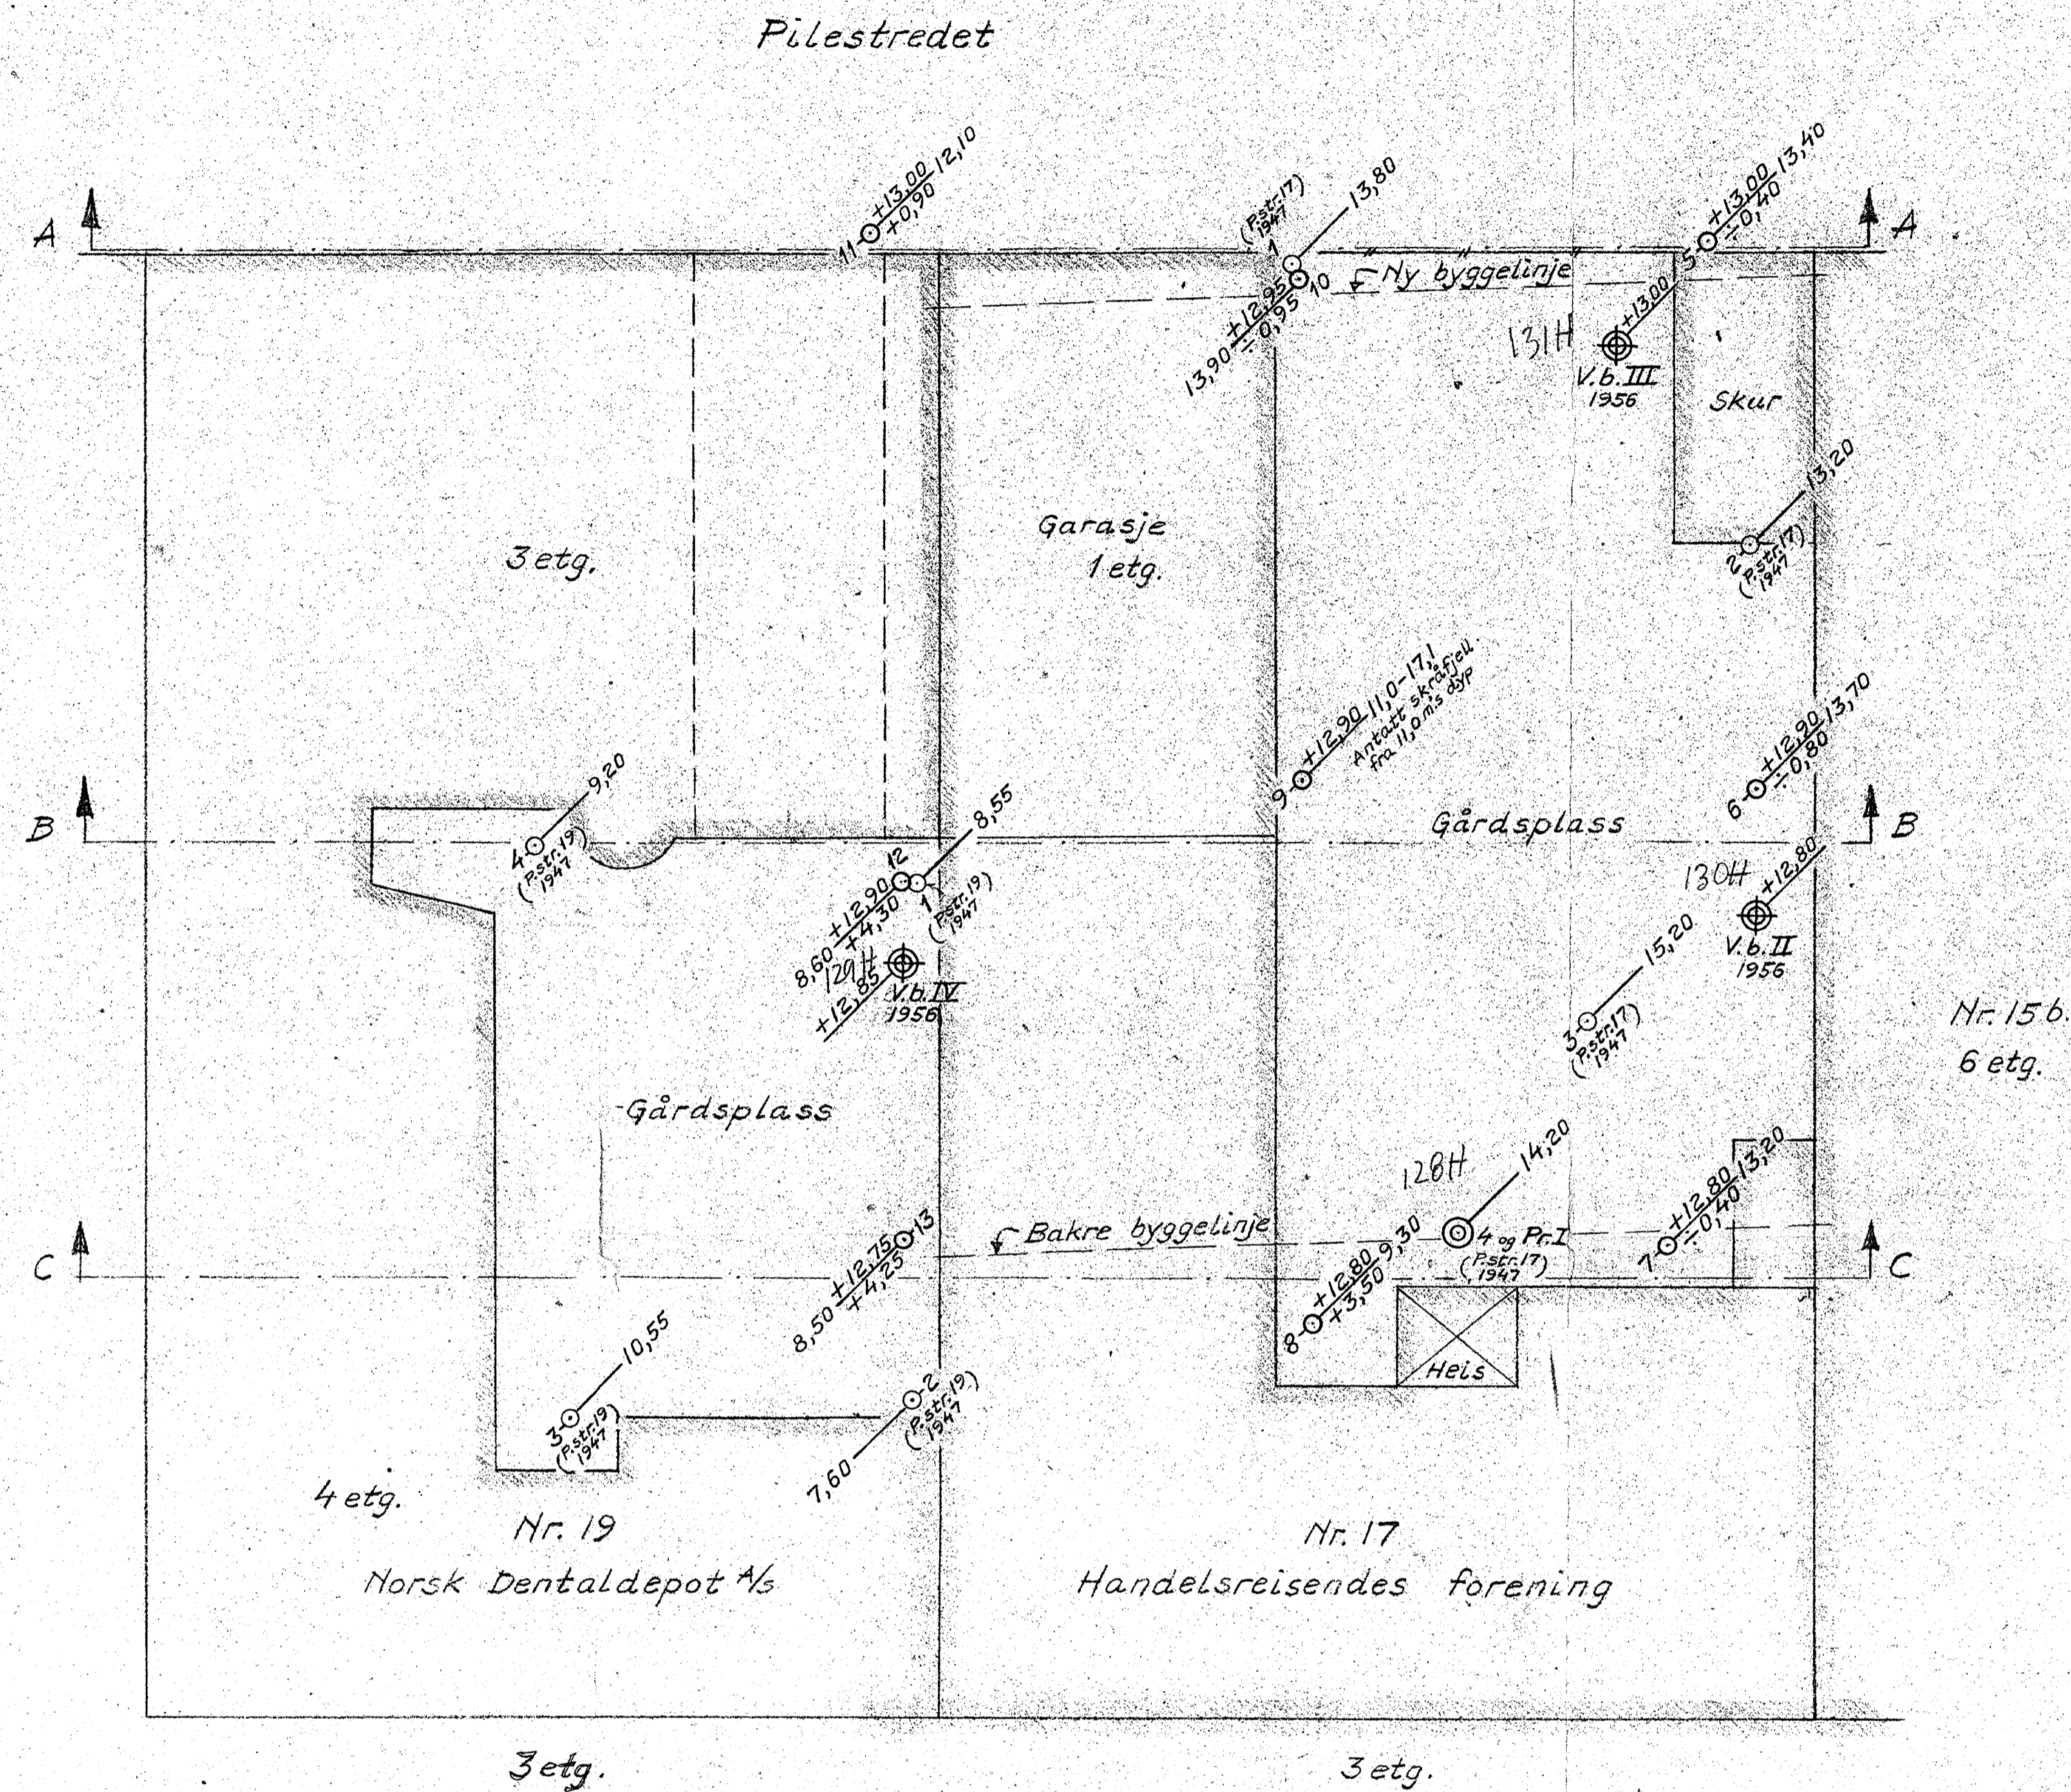 Pilestredet
A
11
+13,00
+0,90
12,10
(P.str.17)
1947
1
13,80
+13,00
÷0,40
13,40
5
A
Ny byggelinje
+12,95
÷0,95
13,90
10
+13,00
131H
V.b.III
1956
Skur
13,20
2
(P.str.17)
1947
3 etg.
Garasje
1 etg.
9
+12,90
11,0-17,1
Antatt skråfjell
fra 11,0 m's dyp
6
+12,90
÷0,80
13,70
B
4
9,20
(P.str.19)
1947
8,55
12
+12,90
+4,30
8,60
1
(P.str.19)
1947
Gårdsplass
B
130H
+12,80
V.b.II
1956
129H
+12,85
V.b.IV
1956
15,20
3
(P.str.17)
1947
Nr. 15 b.
6 etg.
Gårdsplass
128H
14,20
4 og Pr.I
(P.str.17)
1947
7
+12,80
÷0,40
13,20
13
+12,75
+4,25
8,50
Bakre byggelinje
8
+12,80
+3,50
9,30
C
C
Heis
10,55
3
(P.str.19)
1947
2
(P.str.19)
1947
7,60
4 etg.
Nr. 19
Norsk Dentaldepot A/s
Nr. 17
Handelsreisendes forening
3 etg.
3 etg.